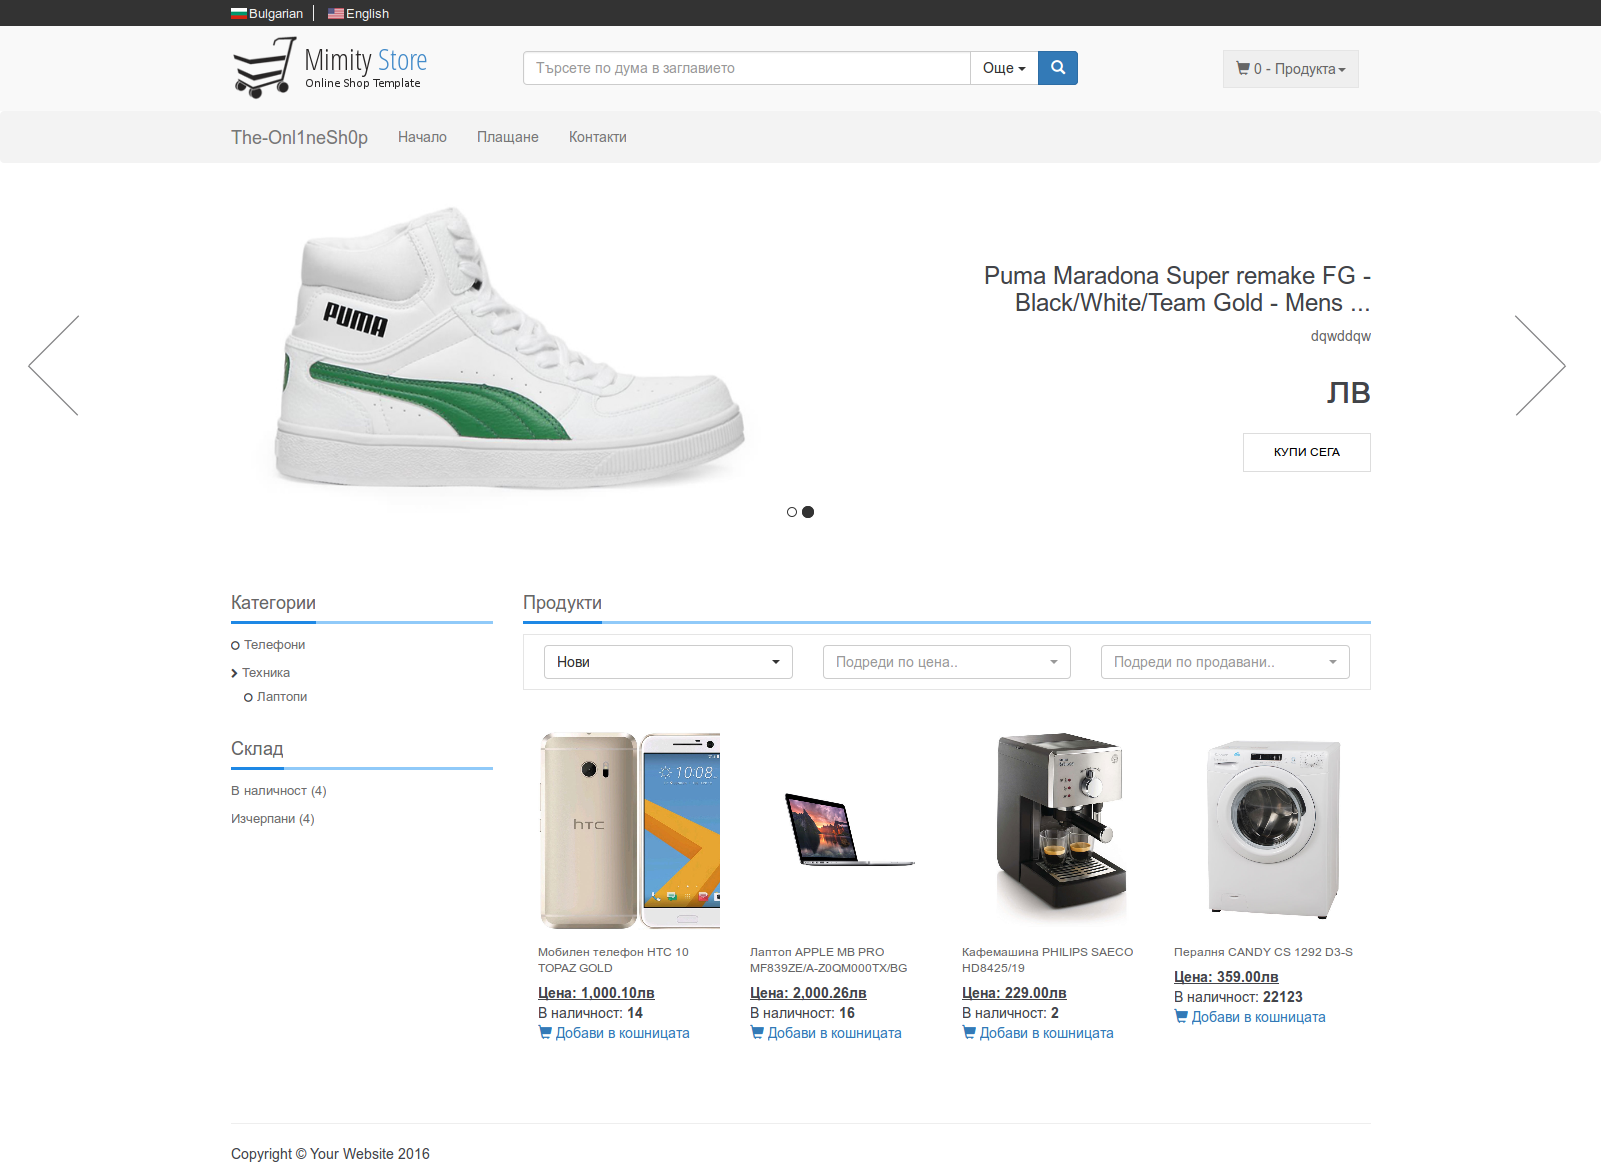 Bulgarian
English
Mimity Store
Online Shop Template
Търсете по дума в заглавието
Още
0 - Продукта
The-Onl1neSh0p
Начало
Плащане
Контакти
PUMA
Puma Maradona Super remake FG -
Black/White/Team Gold - Mens ...
dqwddqw
лв
КУПИ СЕГА
Категории
Телефони
Техника
Лаптопи
Склад
В наличност (4)
Изчерпани (4)
Продукти
Нови
Подреди по цена..
Подреди по продавани..
hTC
10:08
Мобилен телефон HTC 10
TOPAZ GOLD
Цена: 1,000.10лв
В наличност: 14
Добави в кошницата
Лаптоп APPLE MB PRO
MF839ZE/A-Z0QM000TX/BG
Цена: 2,000.26лв
В наличност: 16
Добави в кошницата
Кафемашина PHILIPS SAECO
HD8425/19
Цена: 229.00лв
В наличност: 2
Добави в кошницата
Пералня CANDY CS 1292 D3-S
Цена: 359.00лв
В наличност: 22123
Добави в кошницата
Copyright © Your Website 2016